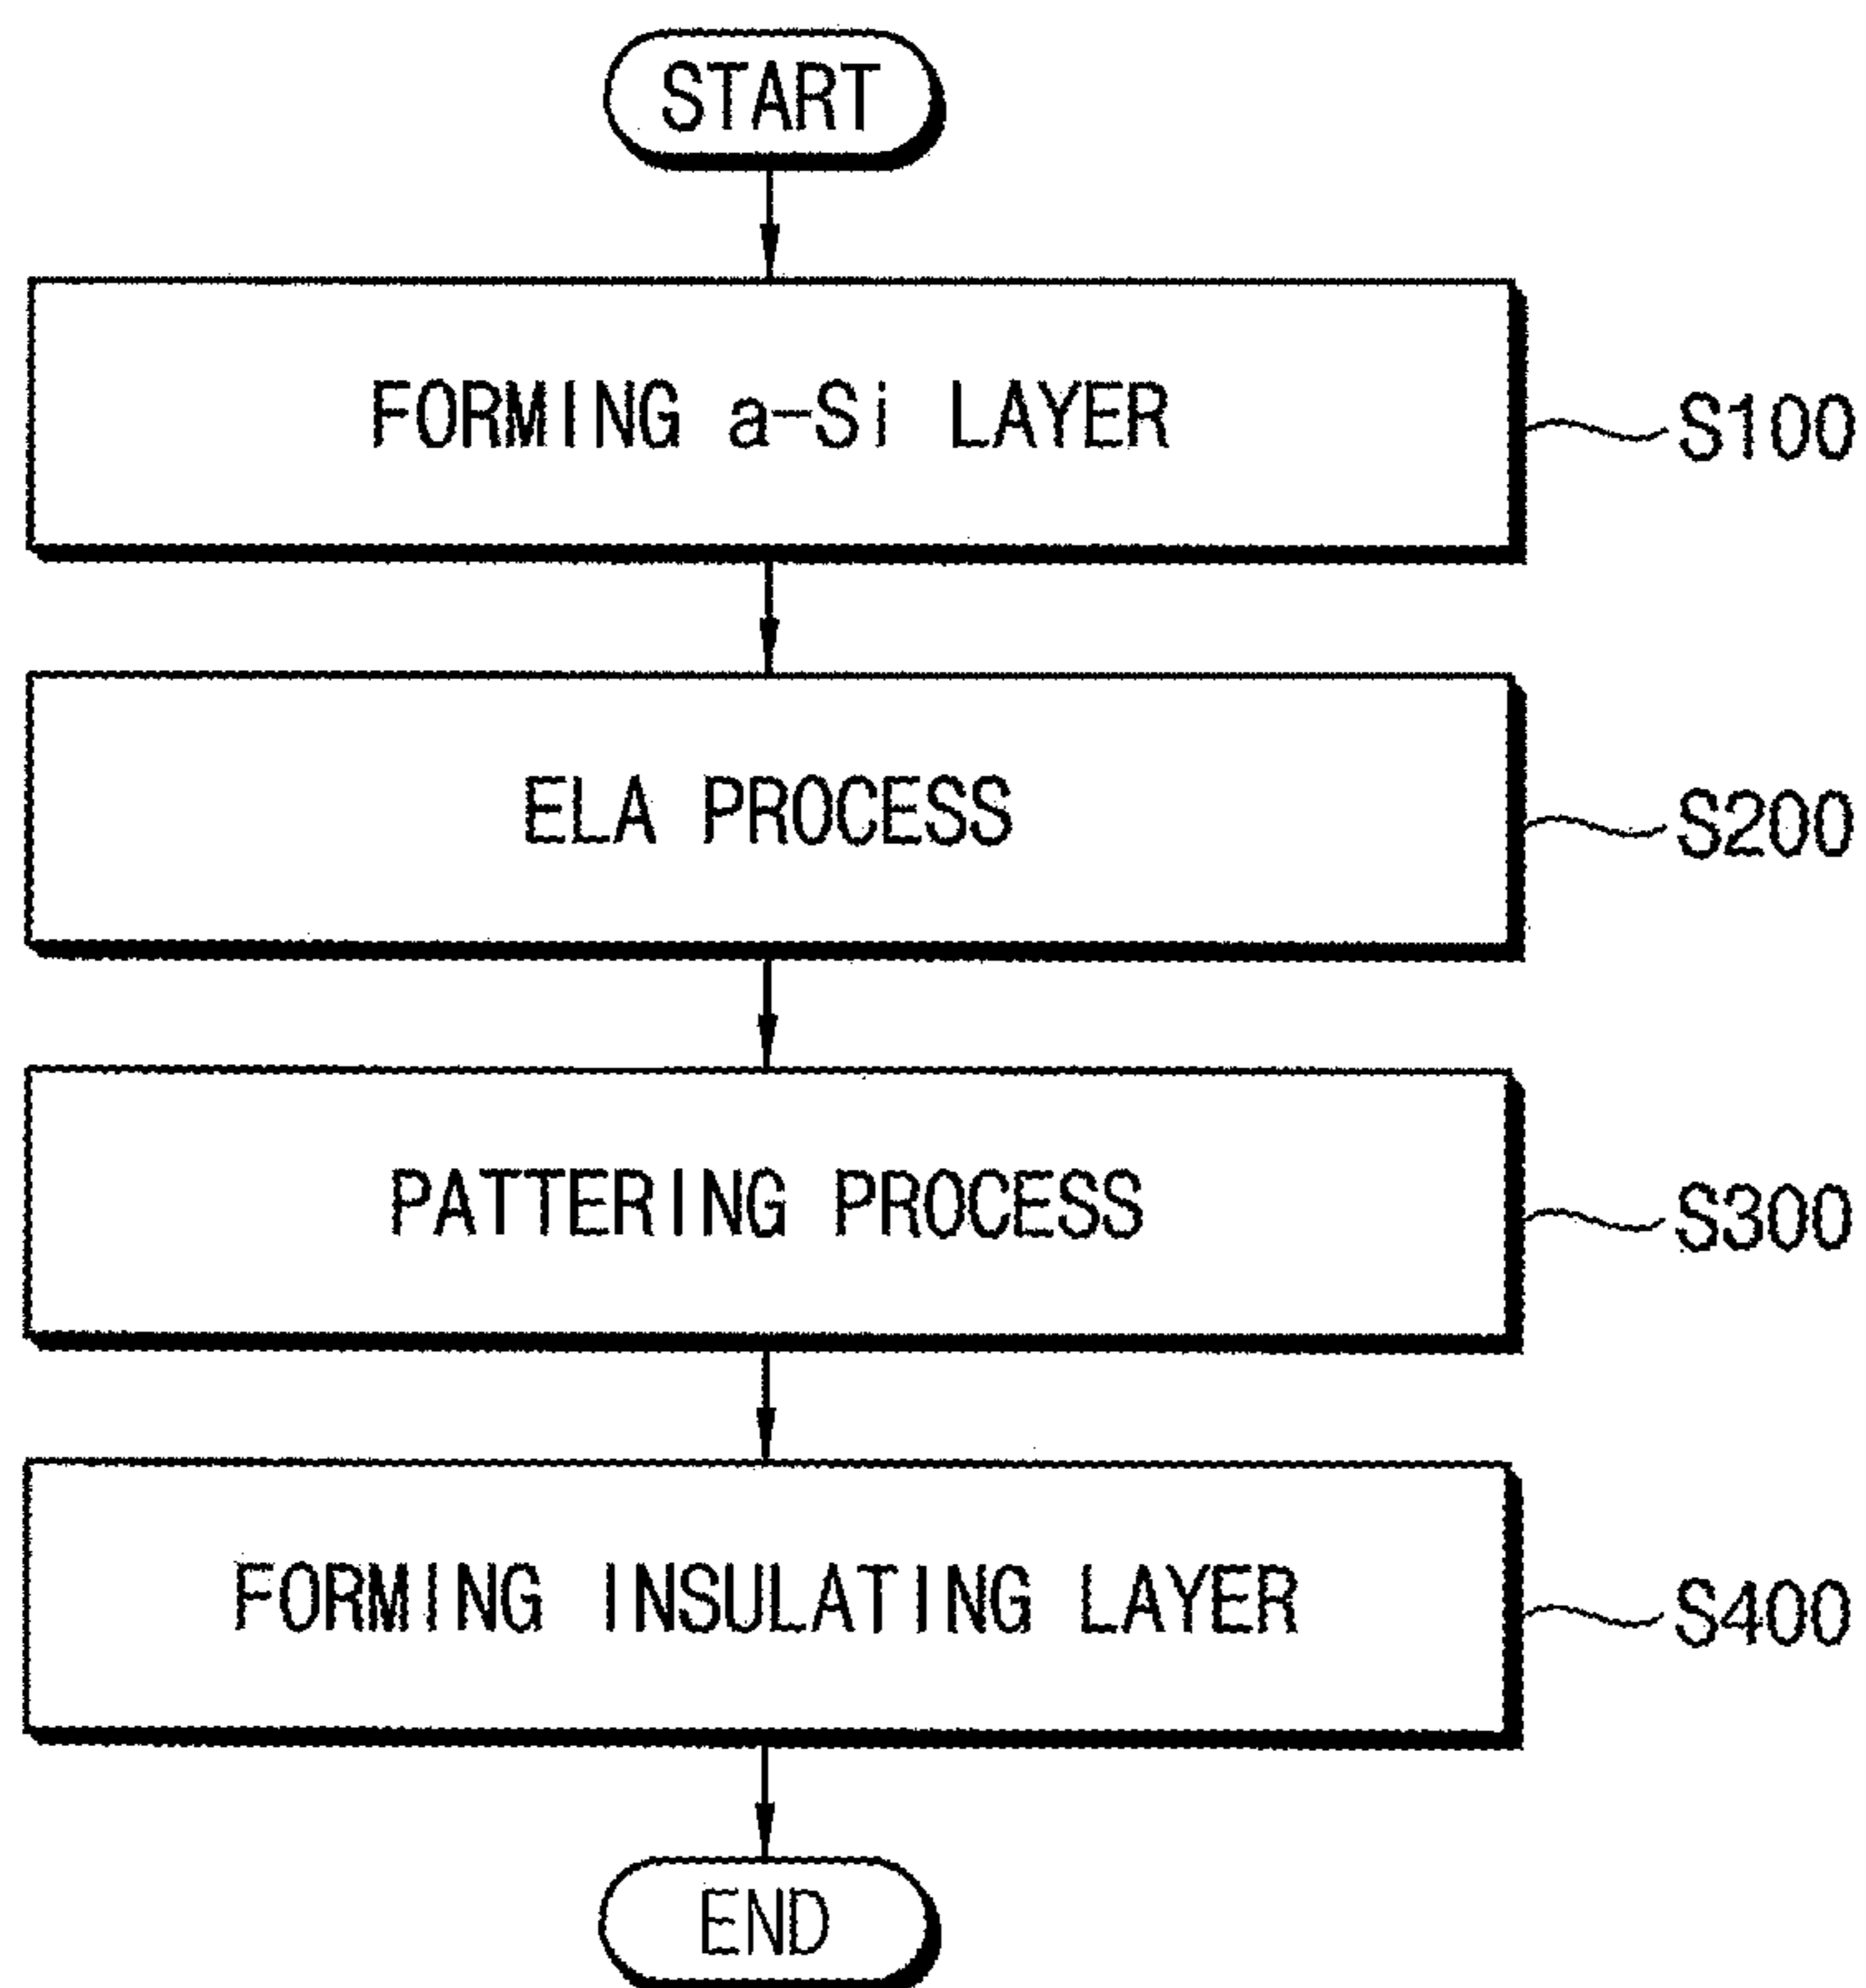 START
FORMING a-Si LAYER
S100
ELA PROCESS
S200
PATTERING PROCESS
S300
FORMING INSULATING LAYER
S400
END